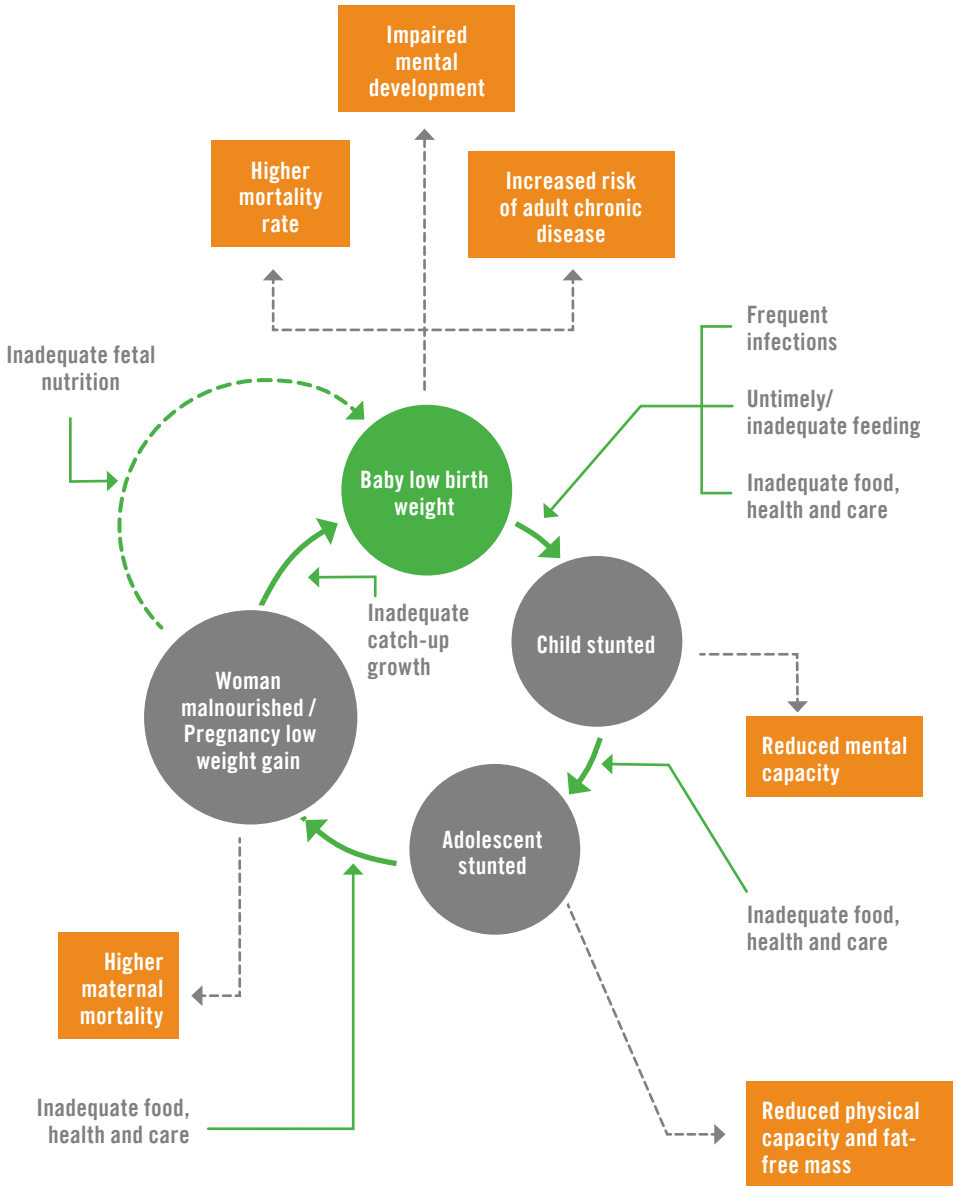 Impaired
mental
development
Higher
mortality
rate
Increased risk
of adult chronic
disease
Frequent
infections
Inadequate fetal
nutrition
Untimely/
inadequate feeding
Baby low birth
weight
Inadequate food,
health and care
Inadequate
catch-up
growth
Child stunted
Woman
malnourished /
Pregnancy low
weight gain
Reduced mental
capacity
Adolescent
stunted
Inadequate food,
health and care
Higher
maternal
mortality
Inadequate food,
health and care
Reduced physical
capacity and fat-
free mass